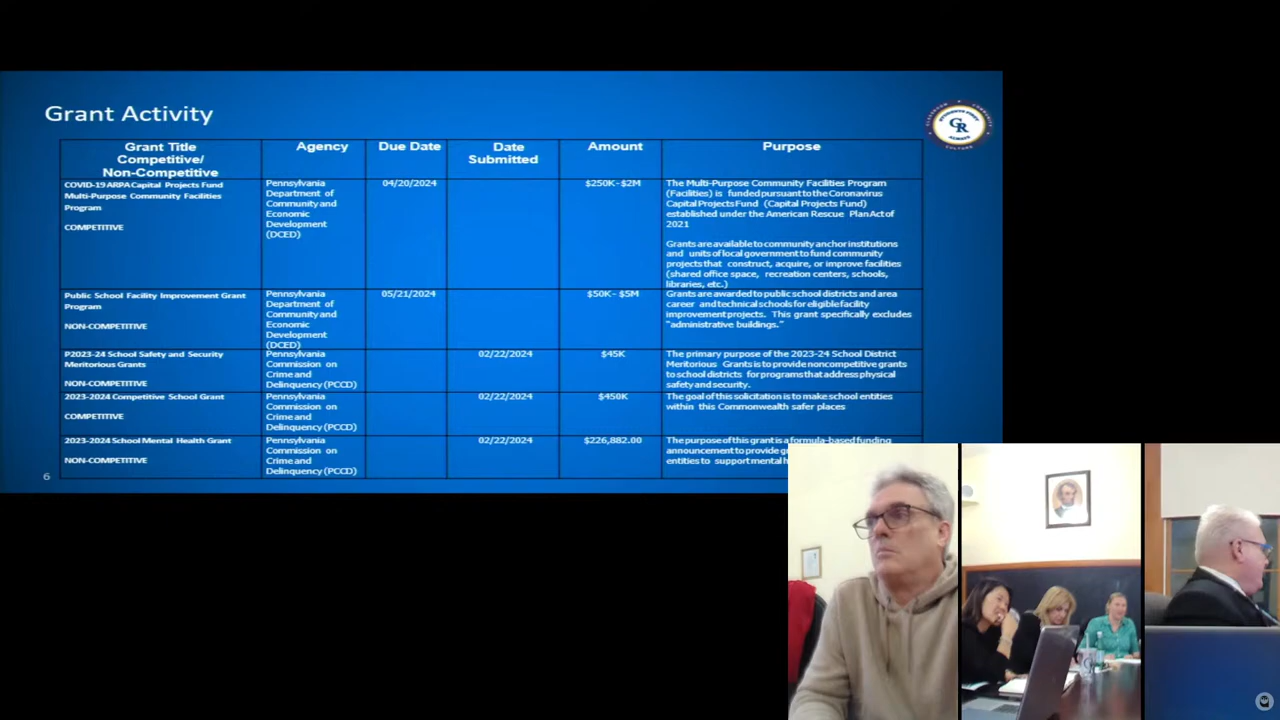 Grant Activity
Grant Title
Competitive/
Non-Competitive
Agency
Due Date
Date
Submitted
Amount
Purpose
COVID-19 ARPA Capital Projects Fund
Multi-Purpose Community Facilities
Program
COMPETITIVE
Pennsylvania
Department of
Community and
Economic
Development
(DCED)
04/20/2024
$250K-$2M
The Multi-Purpose Community Facilities Program
(Facilities) is funded pursuant to the Coronavirus
Capital Projects Fund (Capital Projects Fund)
established under the American Rescue Plan Act of
2021
Grants are available to community anchor institutions
and units of local government to fund community
projects that construct, acquire, or improve facilities
(shared office space, recreation centers, schools,
libraries, etc.)
Public School Facility Improvement Grant
Program
NON-COMPETITIVE
Pennsylvania
Department of
Community and
Economic
Development
(DCED)
05/21/2024
$50K- $5M
Grants are awarded to public school districts and area
career and technical schools for eligible facility
improvement projects. This grant specifically excludes
"administrative buildings."
P2023-24 School Safety and Security
Meritorious Grants
NON-COMPETITIVE
Pennsylvania
Commission on
Crime and
Delinquency (PCCD)
02/22/2024
$45K
The primary purpose of the 2023-24 School District
Meritorious Grants is to provide noncompetitive grants
to school districts for programs that address physical
safety and security.
2023-2024 Competitive School Grant
COMPETITIVE
Pennsylvania
Commission on
Crime and
Delinquency (PCCD)
02/22/2024
$450K
The goal of this solicitation is to make school entities
within this Commonwealth safer places
2023-2024 School Mental Health Grant
NON-COMPETITIVE
Pennsylvania
Commission on
Crime and
Delinquency (PCCD)
02/22/2024
$226,882.00
The purpose of this grant is a formula-based funding
announcement to provide
entities to support mental
6
GR